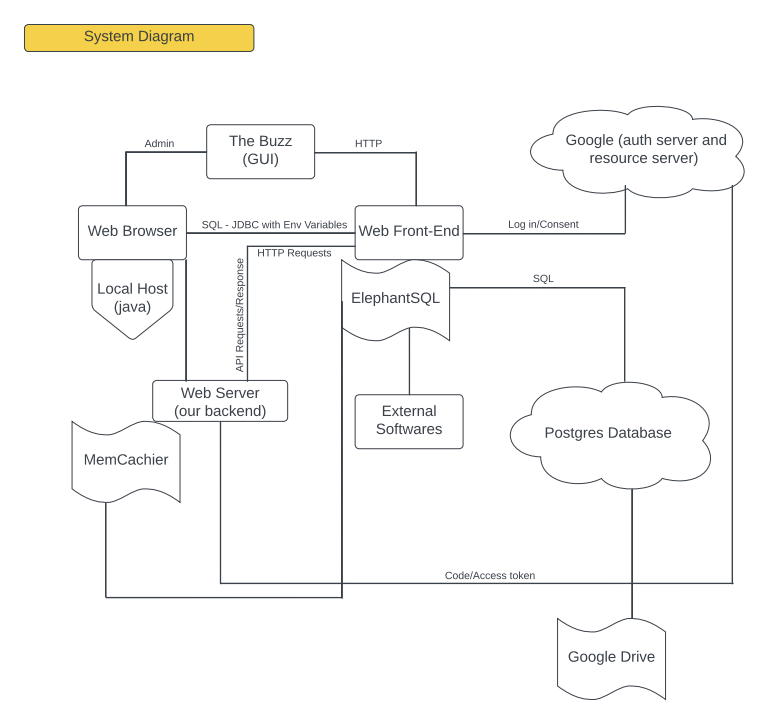 System Diagram
The Buzz
(GUI)
Admin
HTTP
Google (auth server and
resource server)
Web Browser
SQL - JDBC with Env Variables
Web Front-End
Log in/Consent
HTTP Requests
API Requests/Response
Local Host
(java)
ElephantSQL
SQL
Web Server
(our backend)
External
Softwares
Postgres Database
MemCachier
Code/Access token
Google Drive